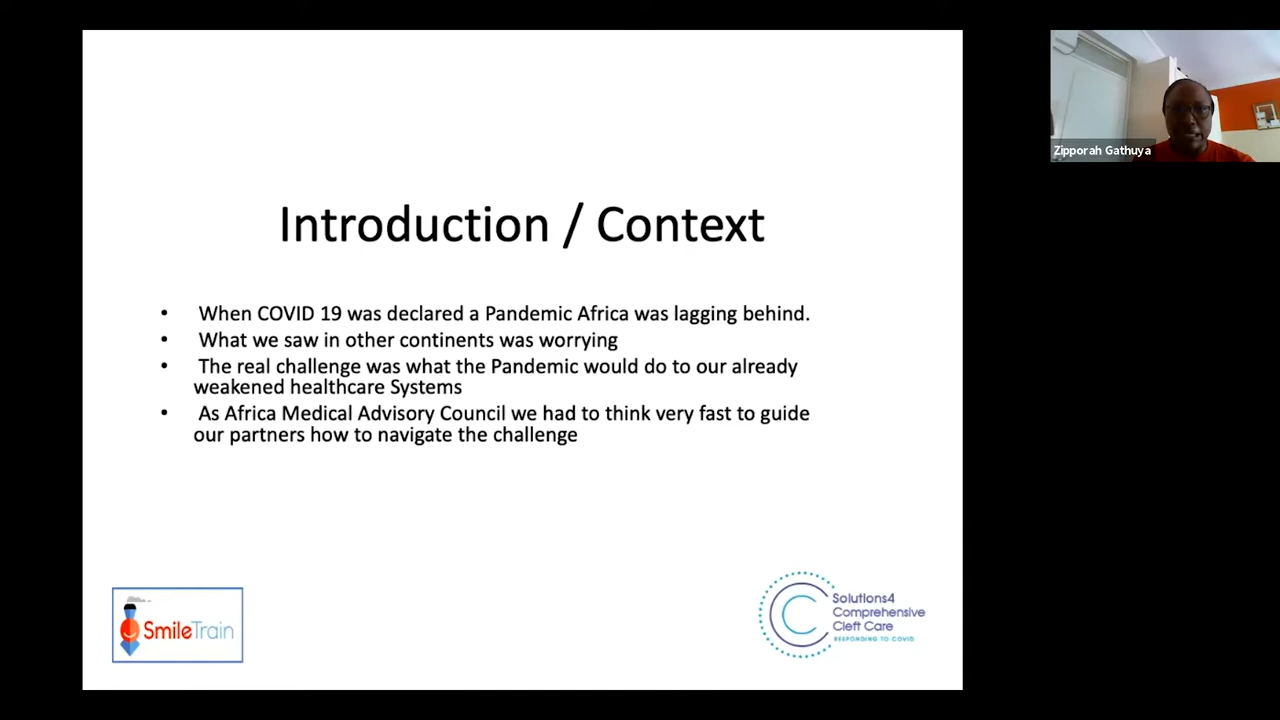 Introduction / Context
• When COVID 19 was declared a Pandemic Africa was lagging behind.
• What we saw in other continents was worrying
• The real challenge was what the Pandemic would do to our already
weakened healthcare Systems
• As Africa Medical Advisory Council we had to think very fast to guide
our partners how to navigate the challenge
SmileTrain
Solutions4
Comprehensive
Cleft Care
RESPONDING TO COVID
Zipporah Gathuya